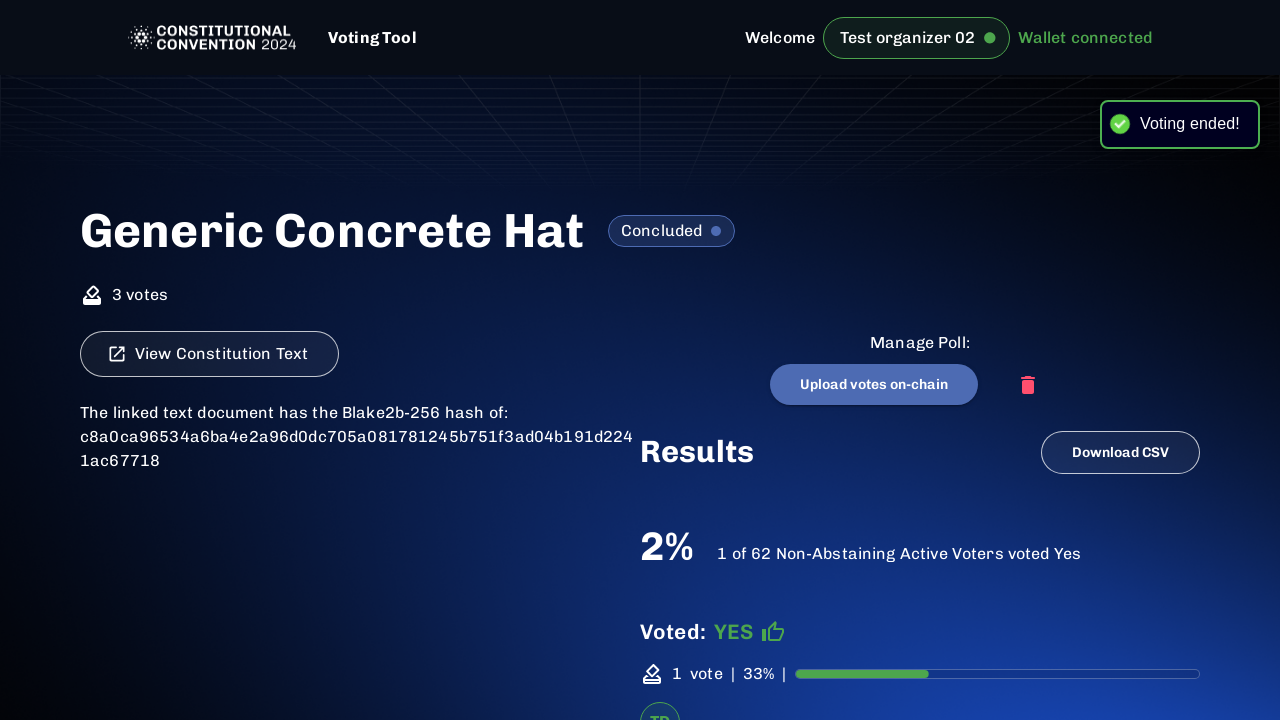 CONSTITUTIONAL
CONVENTION 2024
Voting Tool
Welcome
Test organizer 02
Wallet connected
Voting ended!
Generic Concrete Hat
Concluded
3 votes
View Constitution Text
The linked text document has the Blake2b-256 hash of:
c8a0ca96534a6ba4e2a96d0dc705a081781245b751f3ad04b191d224
1ac67718
Manage Poll:
Upload votes on-chain
Results
Download CSV
2%
1 of 62 Non-Abstaining Active Voters voted Yes
Voted: YES
1 vote | 33% |